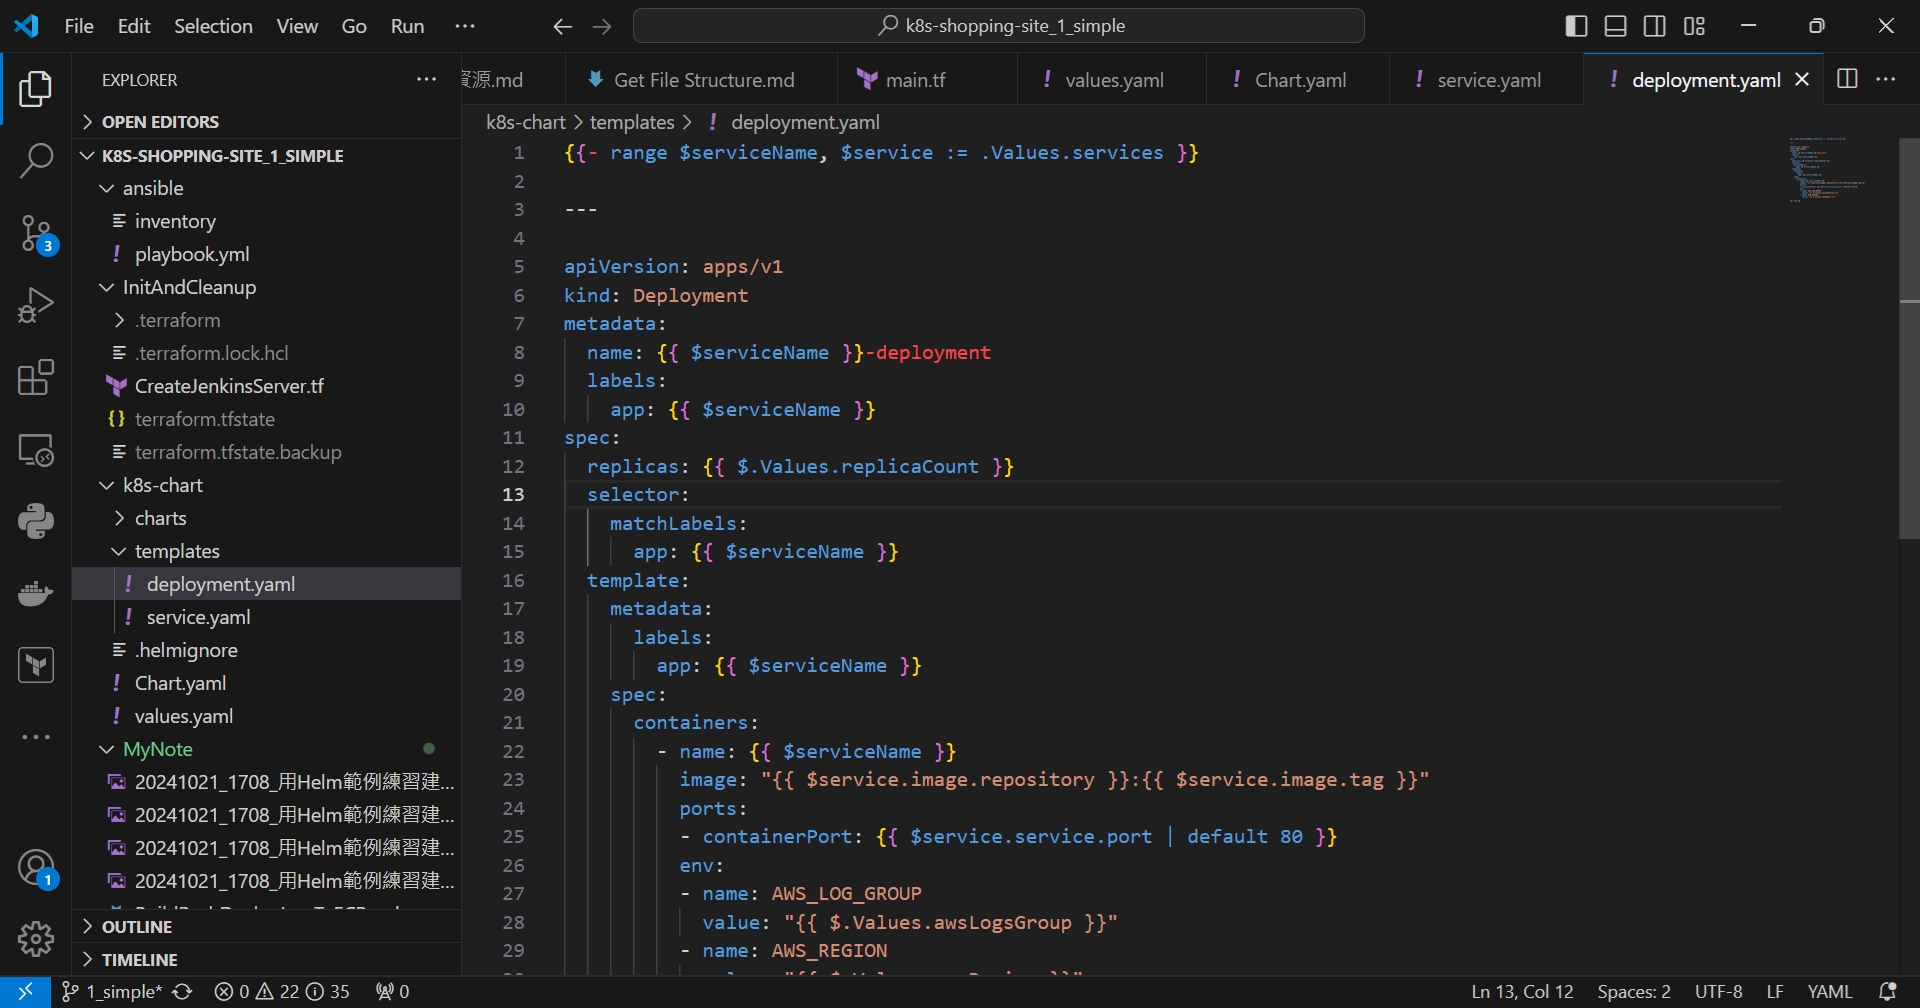 File Edit Selection View Go Run ···
k8s-shopping-site_1_simple
EXPLORER ···
OPEN EDITORS
K8S-SHOPPING-SITE_1_SIMPLE
ansible
inventory
playbook.yml
InitAndCleanup
.terraform
.terraform.lock.hcl
CreateJenkinsServer.tf
{} terraform.tfstate
terraform.tfstate.backup
k8s-chart
charts
templates
! deployment.yaml
! service.yaml
.helmignore
! Chart.yaml
! values.yaml
MyNote
20241021_1708_用Helm範例練習建...
20241021_1708_用Helm範例練習建...
20241021_1708_用Helm範例練習建...
20241021_1708_用Helm範例練習建...
OUTLINE
TIMELINE
3
1
資源.md Get File Structure.md main.tf ! values.yaml ! Chart.yaml ! service.yaml ! deployment.yaml
k8s-chart > templates > ! deployment.yaml
1 {{- range $serviceName, $service := .Values.services }}
2
3 ---
4
5 apiVersion: apps/v1
6 kind: Deployment
7 metadata:
8 name: {{ $serviceName }}-deployment
9 labels:
10 app: {{ $serviceName }}
11 spec:
12 replicas: {{ $.Values.replicaCount }}
13 selector:
14 matchLabels:
15 app: {{ $serviceName }}
16 template:
17 metadata:
18 labels:
19 app: {{ $serviceName }}
20 spec:
21 containers:
22 - name: {{ $serviceName }}
23 image: "{{ $service.image.repository }}:{{ $service.image.tag }}"
24 ports:
25 - containerPort: {{ $service.service.port | default 80 }}
26 env:
27 - name: AWS_LOG_GROUP
28 value: "{{ $.Values.awsLogsGroup }}"
29 - name: AWS_REGION
1_simple* 0 22 35 0
Ln 13, Col 12 Spaces: 2 UTF-8 LF YAML